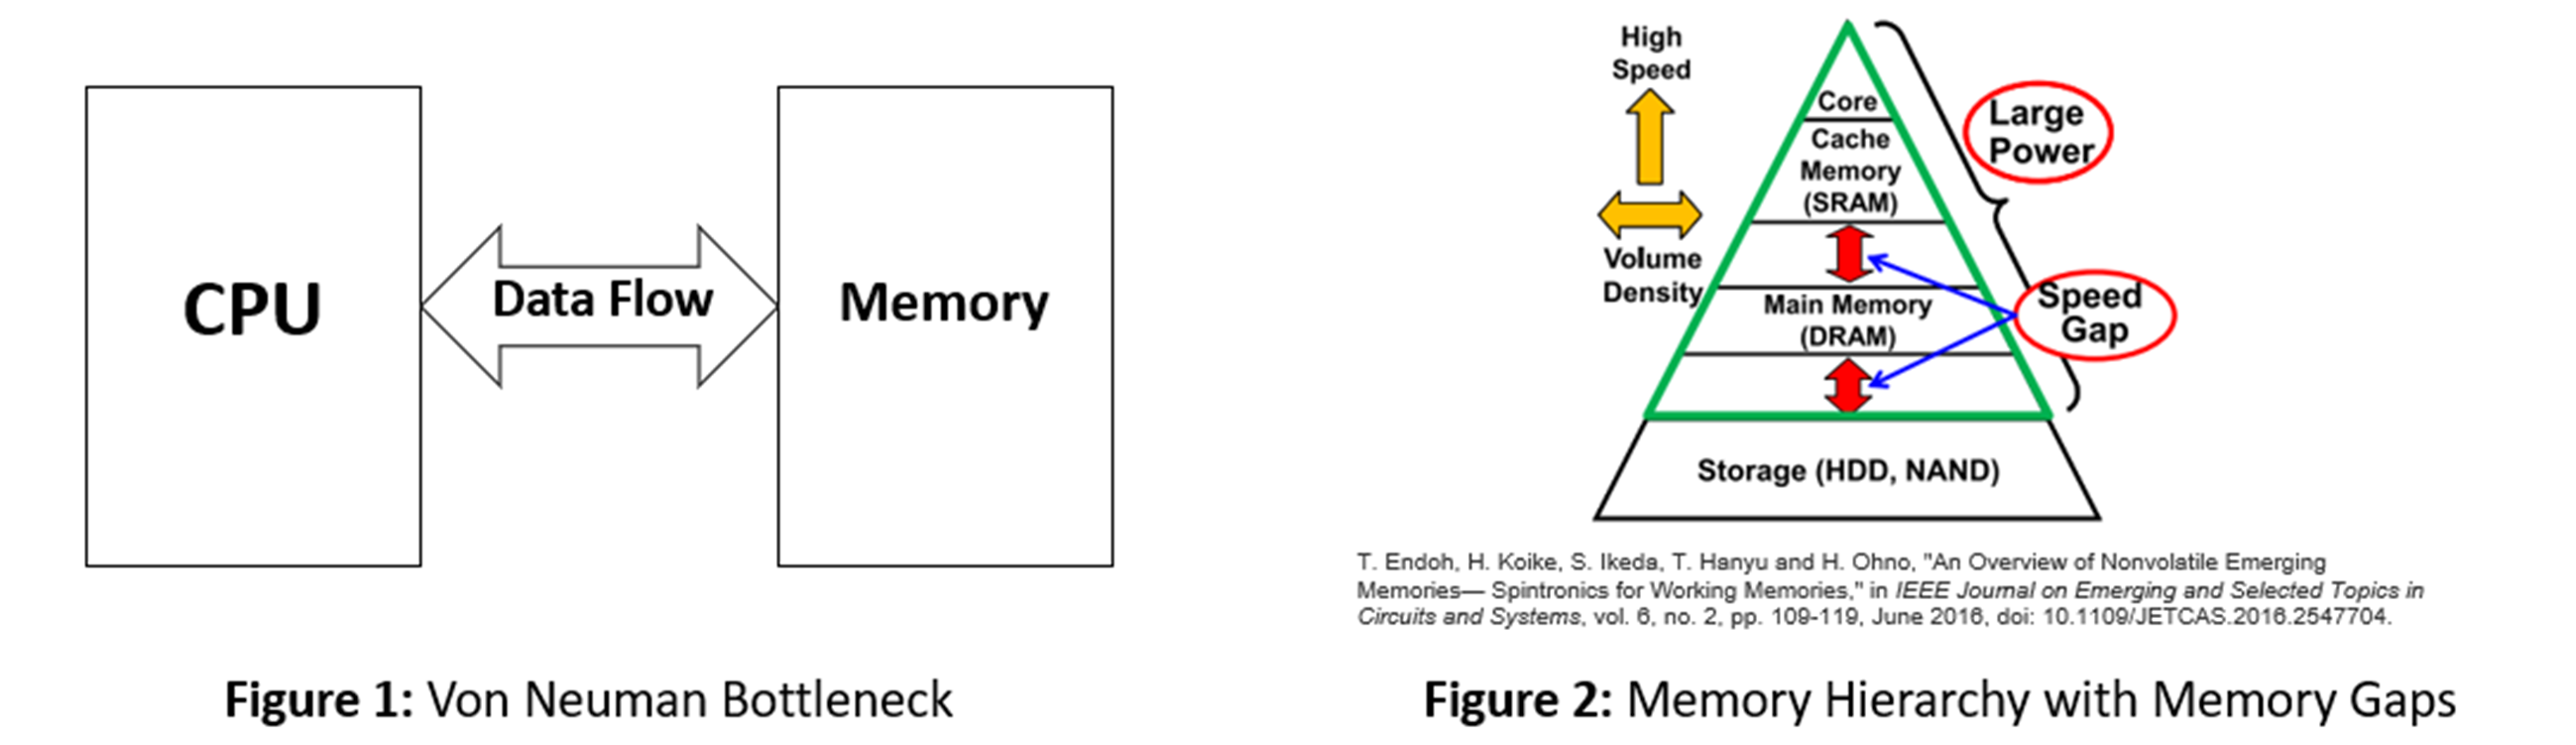 CPU
Data Flow
Memory
Figure 1: Von Neuman Bottleneck
High
Speed
Volume
Density
Core
Cache
Memory
(SRAM)
Main Memory
(DRAM)
Storage (HDD, NAND)
Large
Power
Speed
Gap
T. Endoh, H. Koike, S. Ikeda, T. Hanyu and H. Ohno, "An Overview of Nonvolatile Emerging
Memories— Spintronics for Working Memories," in IEEE Journal on Emerging and Selected Topics in
Circuits and Systems, vol. 6, no. 2, pp. 109-119, June 2016, doi: 10.1109/JETCAS.2016.2547704.
Figure 2: Memory Hierarchy with Memory Gaps